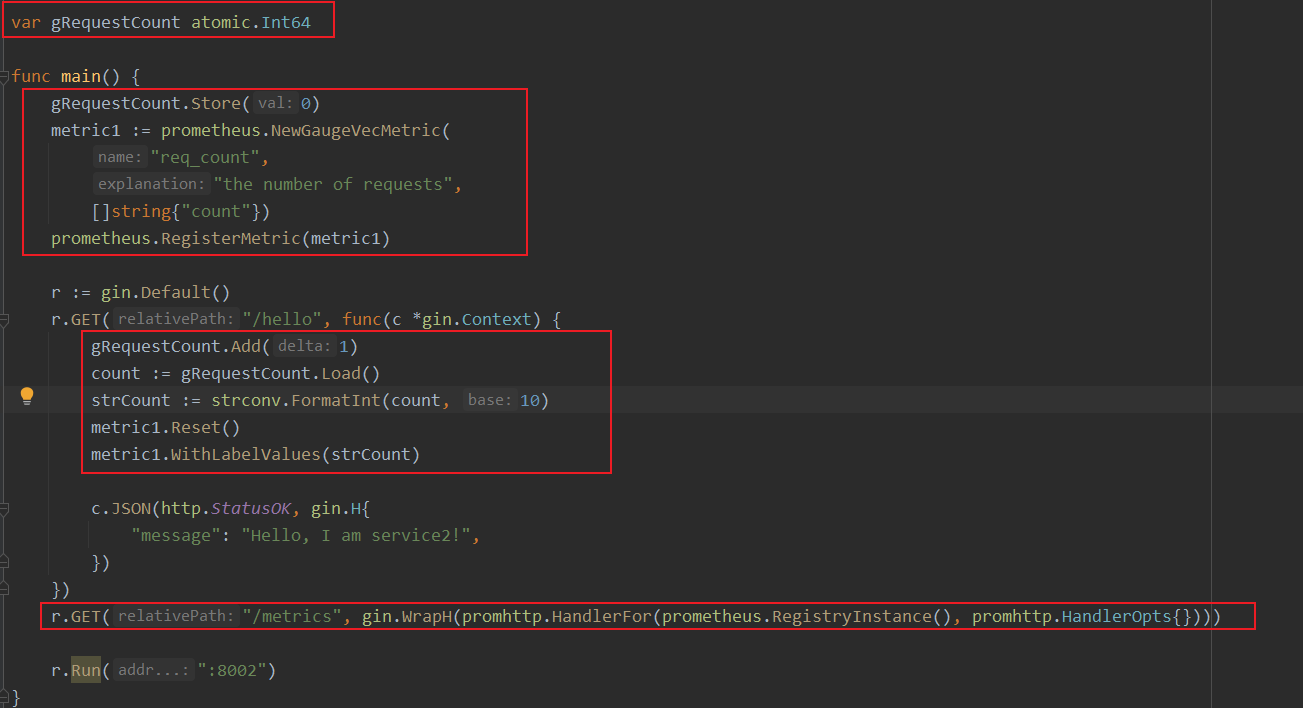 var gRequestCount atomic.Int64
func main() {
gRequestCount.Store( val: 0)
metric1 := prometheus.NewGaugeVecMetric(
name: "req_count",
explanation: "the number of requests",
[]string{"count"})
prometheus.RegisterMetric(metric1)
r := gin.Default()
r.GET( relativePath: "/hello", func(c *gin.Context) {
gRequestCount.Add( delta: 1)
count := gRequestCount.Load()
strCount := strconv.FormatInt(count, base: 10)
metric1.Reset()
metric1.WithLabelValues(strCount)
c.JSON(http.StatusOK, gin.H{
"message": "Hello, I am service2!",
})
})
r.GET( relativePath: "/metrics", gin.WrapH(promhttp.HandlerFor(prometheus.RegistryInstance(), promhttp.HandlerOpts{})))
r.Run( addr...: ":8002")
}